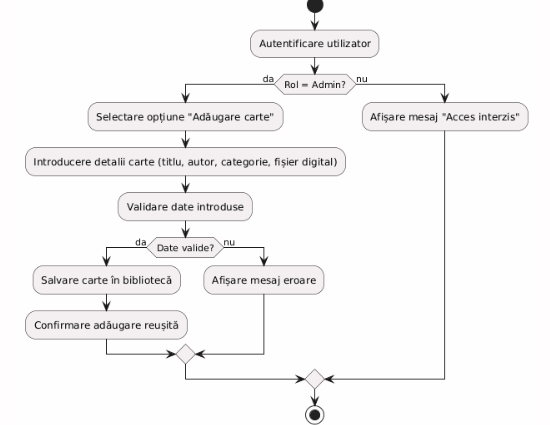 Autentificare utilizator
da
Rol = Admin?
nu
Selectare opțiune "Adăugare carte"
Afișare mesaj "Acces interzis"
Introducere detalii carte (titlu, autor, categorie, fișier digital)
Validare date introduse
da
Date valide?
nu
Salvare carte în bibliotecă
Afișare mesaj eroare
Confirmare adăugare reușită